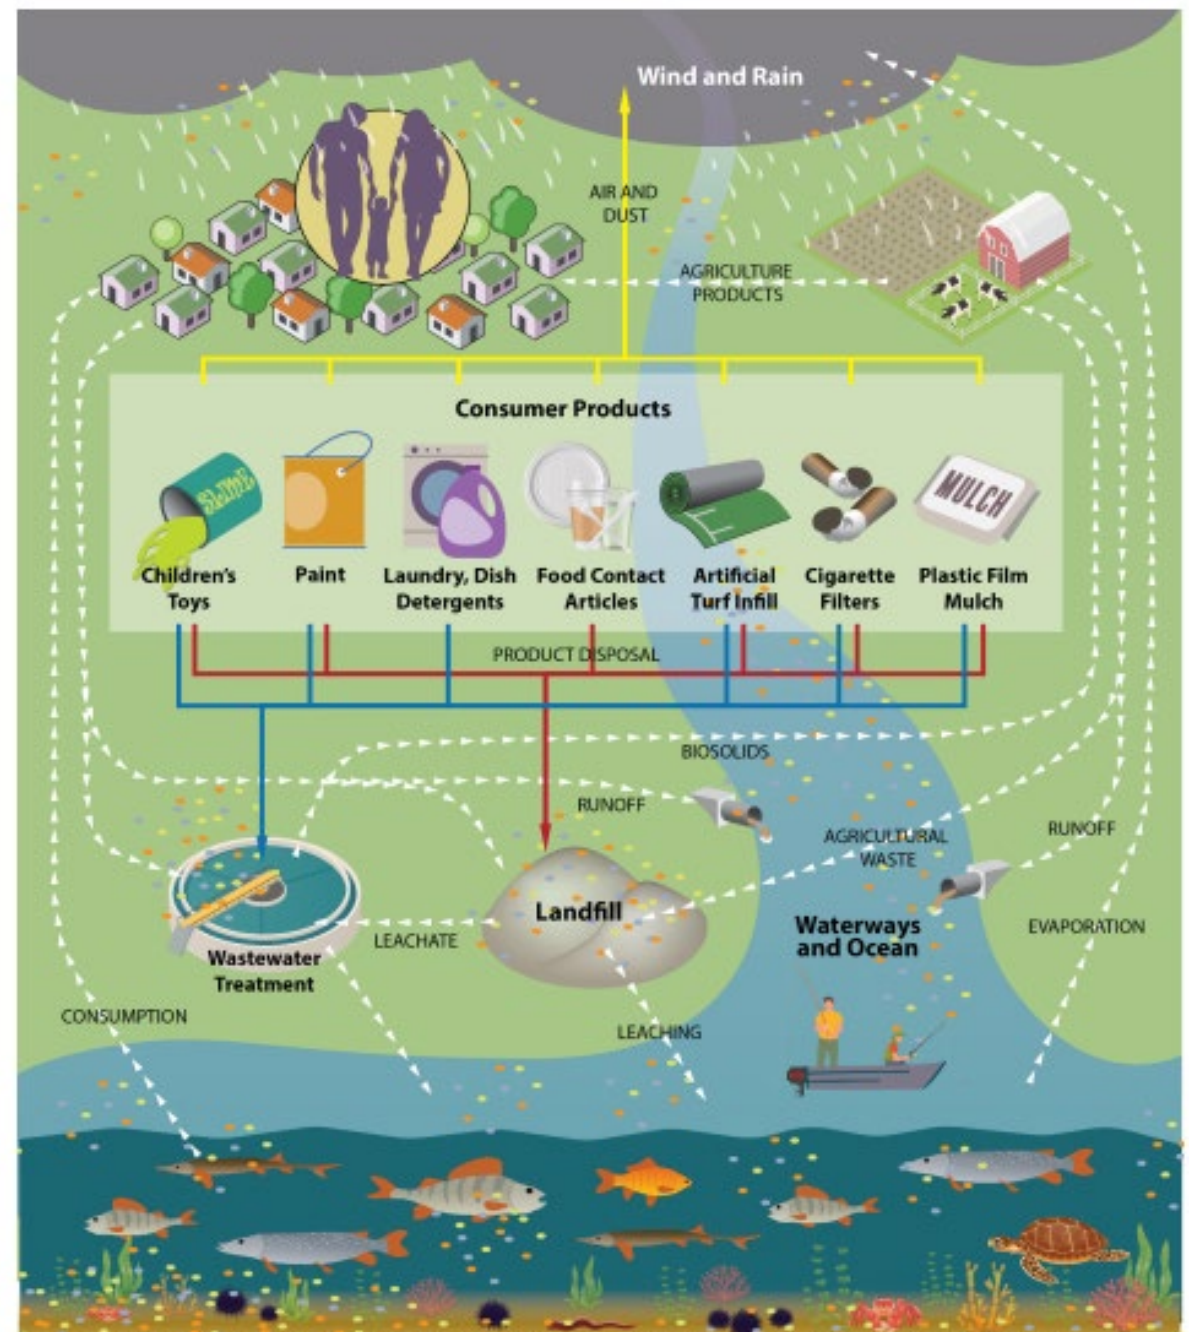 Wind and Rain
AIR AND
DUST
AGRICULTURE
PRODUCTS
Consumer Products
SLIME
MULCH
Children's
Toys
Paint
Laundry, Dish
Detergents
Food Contact
Articles
Artificial
Turf Infill
Cigarette
Filters
Plastic Film
Mulch
PRODUCT DISPOSAL
BIOSOLIDS
RUNOFF
AGRICULTURAL
WASTE
RUNOFF
Landfill
Waterways
and Ocean
EVAPORATION
LEACHATE
Wastewater
Treatment
CONSUMPTION
LEACHING